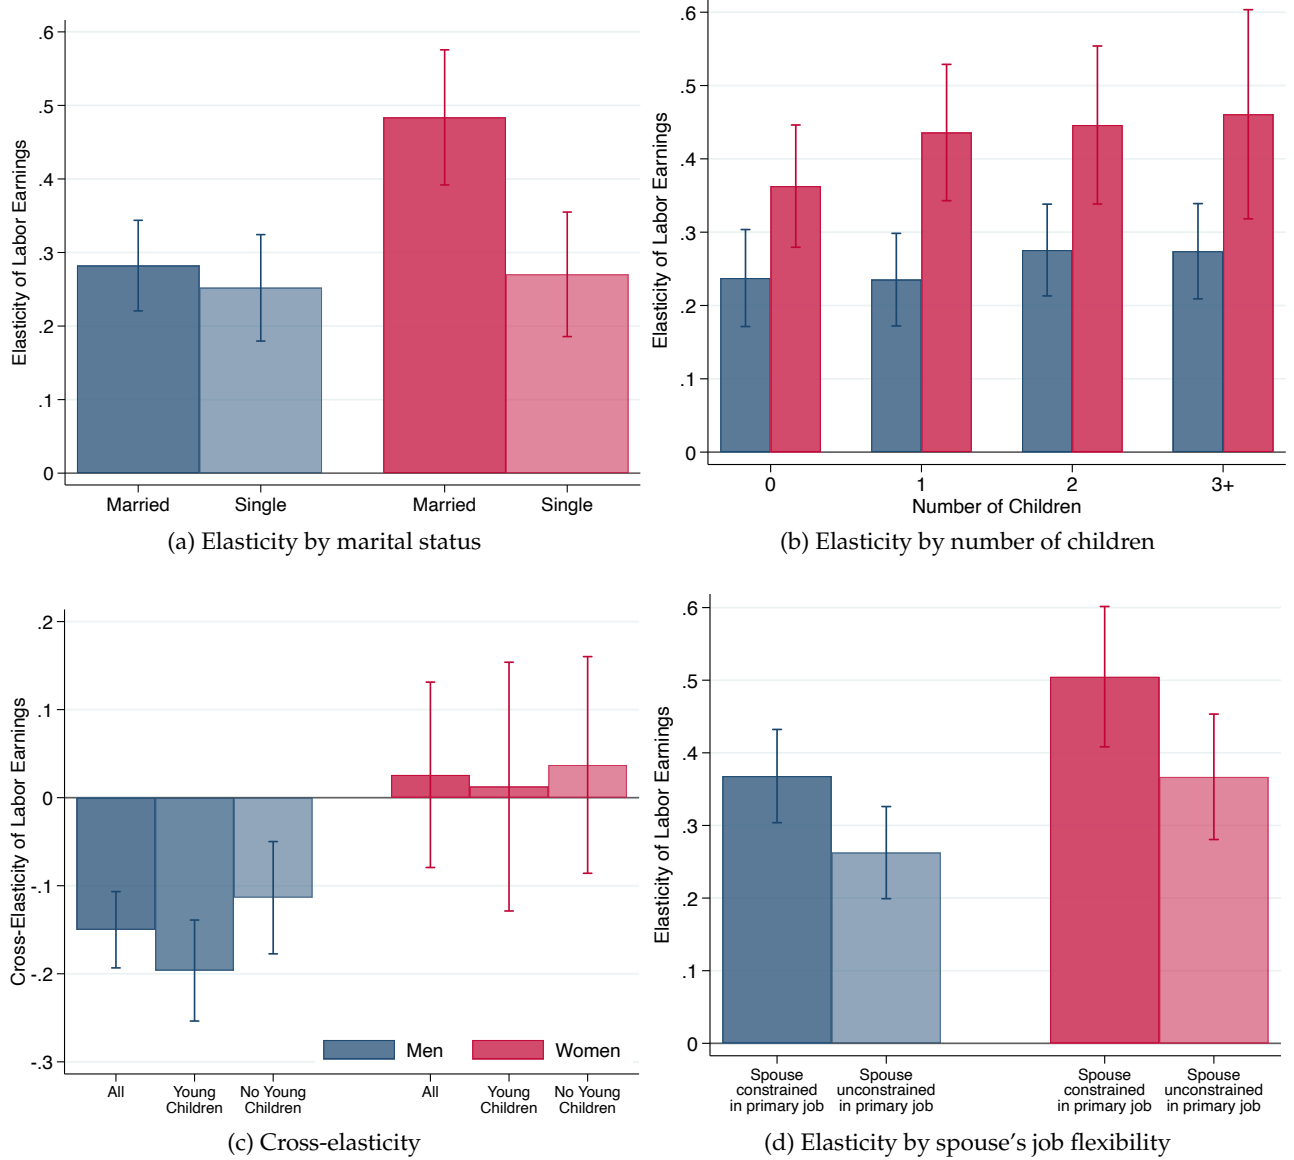 Elasticity of Labor Earnings
.6
.5
.4
.3
.2
.1
0
Married
Single
Married
Single
(a) Elasticity by marital status
Elasticity of Labor Earnings
.6
.5
.4
.3
.2
.1
0
0
1
2
3+
Number of Children
(b) Elasticity by number of children
Cross-Elasticity of Labor Earnings
.2
.1
0
-.1
-.2
-.3
Men
Women
All
Young
Children
No Young
Children
All
Young
Children
No Young
Children
(c) Cross-elasticity
Elasticity of Labor Earnings
.6
.5
.4
.3
.2
.1
0
Spouse
constrained
in primary job
Spouse
unconstrained
in primary job
Spouse
constrained
in primary job
Spouse
unconstrained
in primary job
(d) Elasticity by spouse's job flexibility